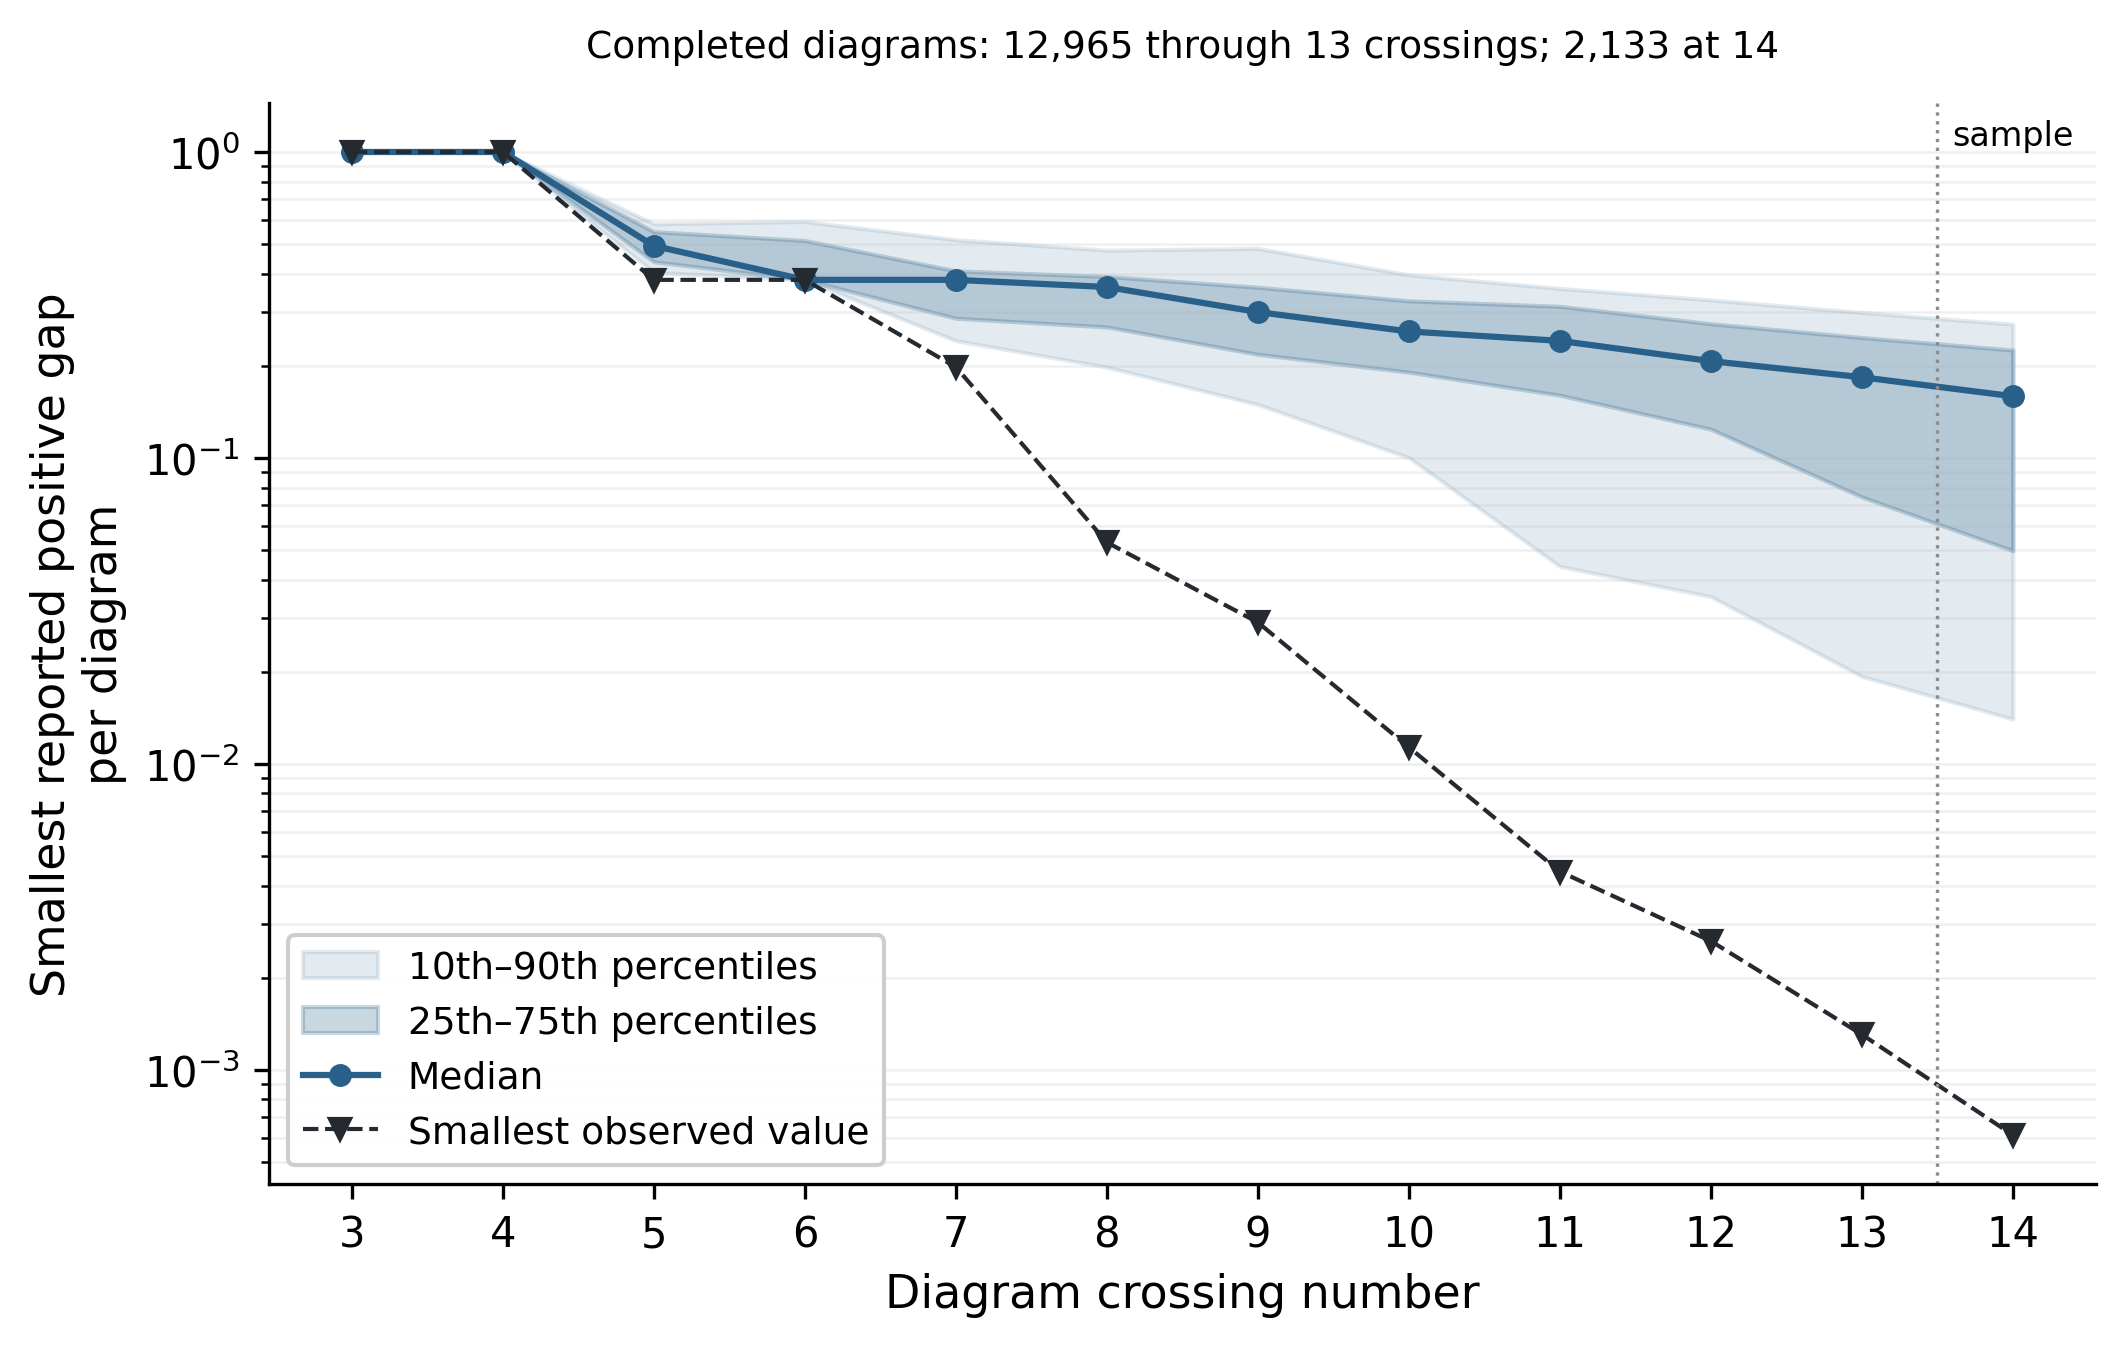 Completed diagrams: 12,965 through 13 crossings; 2,133 at 14
sample
Smallest reported positive gap
per diagram
10⁰
10⁻¹
10⁻²
10⁻³
10th–90th percentiles
25th–75th percentiles
Median
Smallest observed value
3 4 5 6 7 8 9 10 11 12 13 14
Diagram crossing number